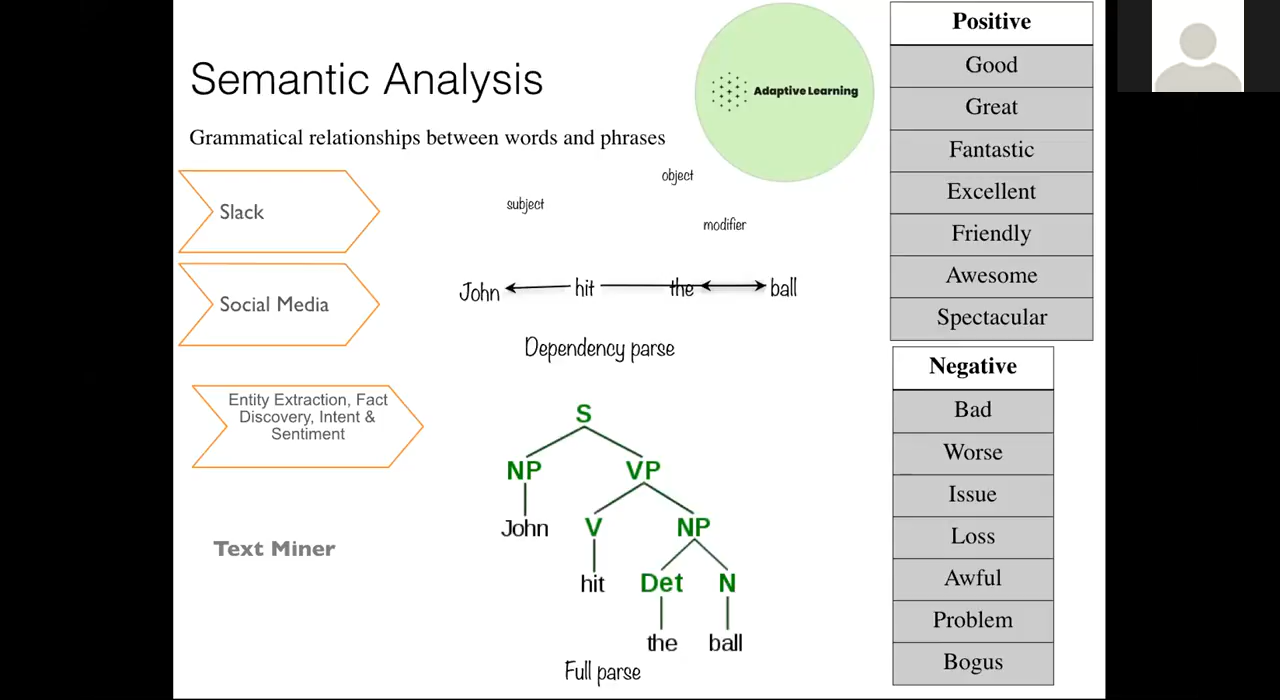 Semantic Analysis
Grammatical relationships between words and phrases
Adaptive Learning
Slack
Social Media
Entity Extraction, Fact
Discovery, Intent &
Sentiment
Text Miner
object
subject
modifier
John hit the ball
Dependency parse
S
NP VP
John V NP
hit Det N
the ball
Full parse
Positive
Good
Great
Fantastic
Excellent
Friendly
Awesome
Spectacular
Negative
Bad
Worse
Issue
Loss
Awful
Problem
Bogus